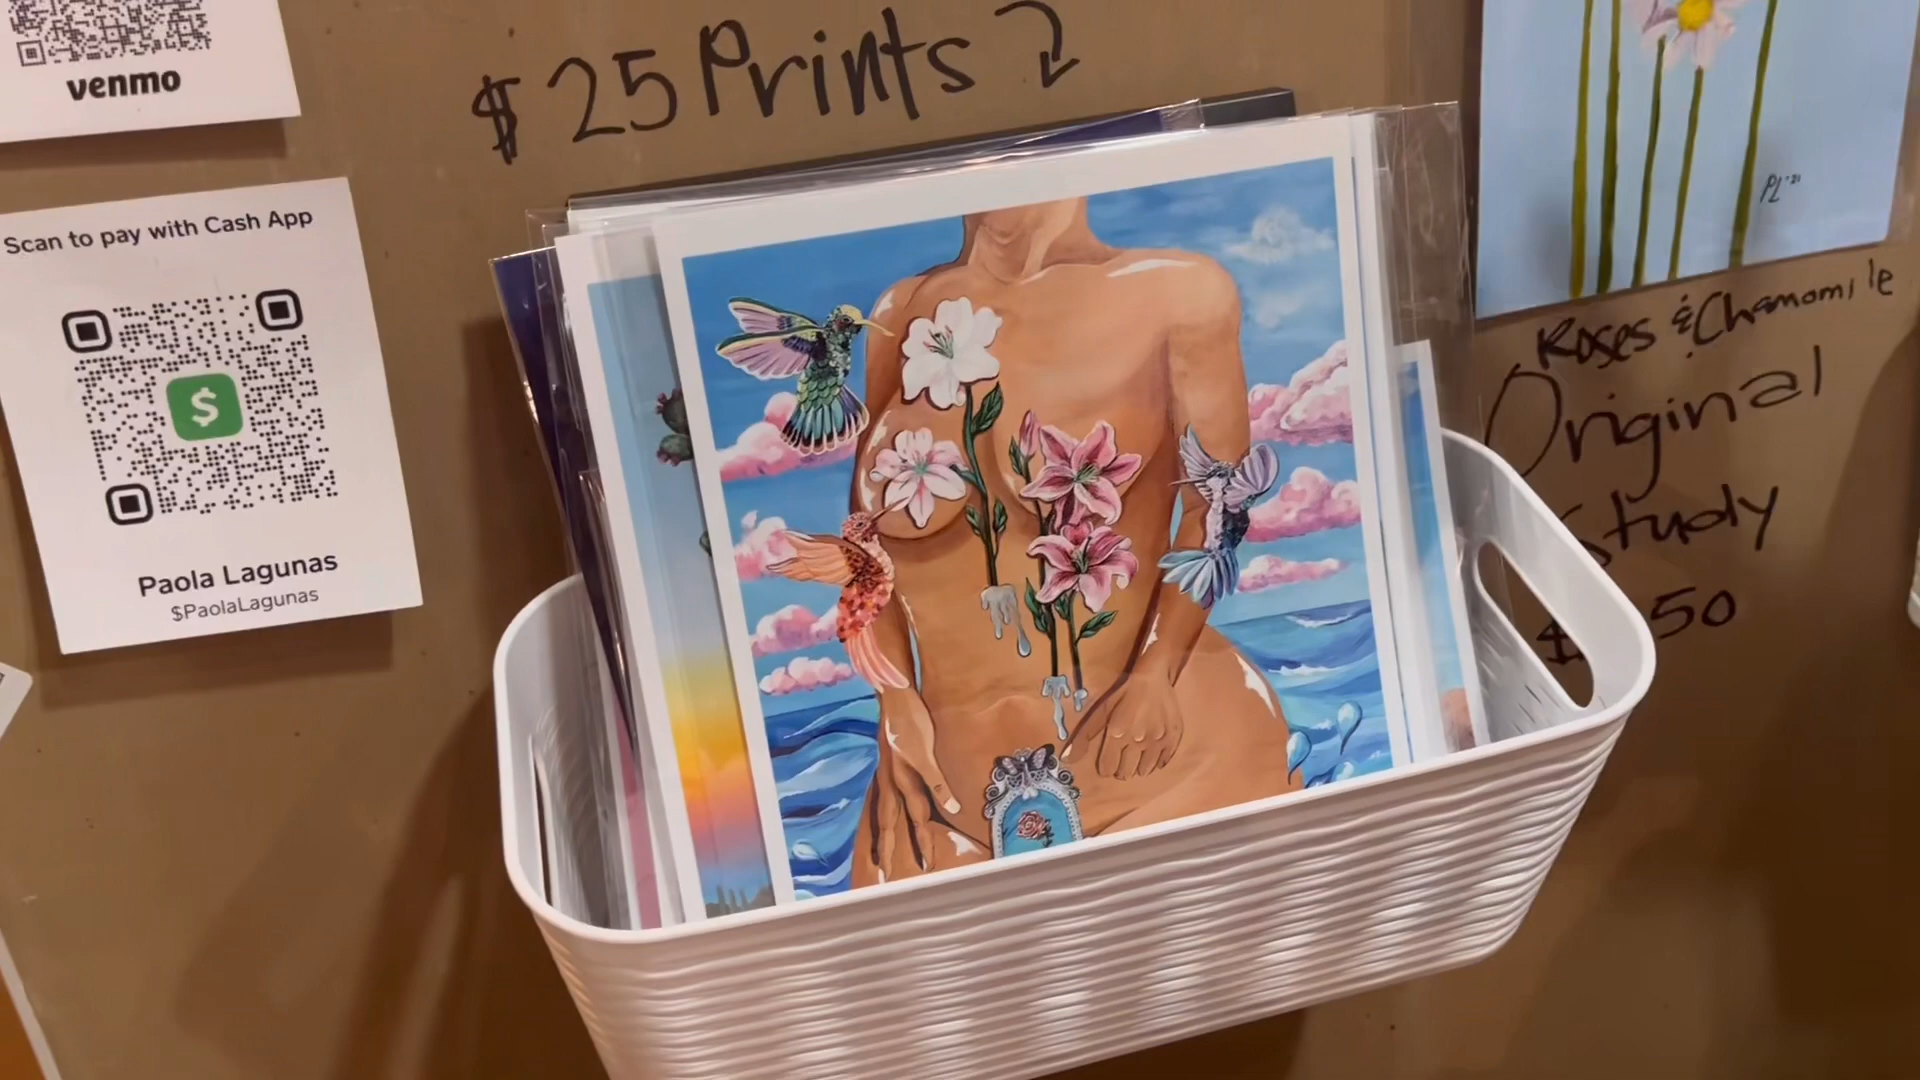 venmo
$25 Prints
Scan to pay with Cash App
$
Paola Lagunas
$PaolaLagunas
PL '21
Roses & Chamomile
Original
Study
50